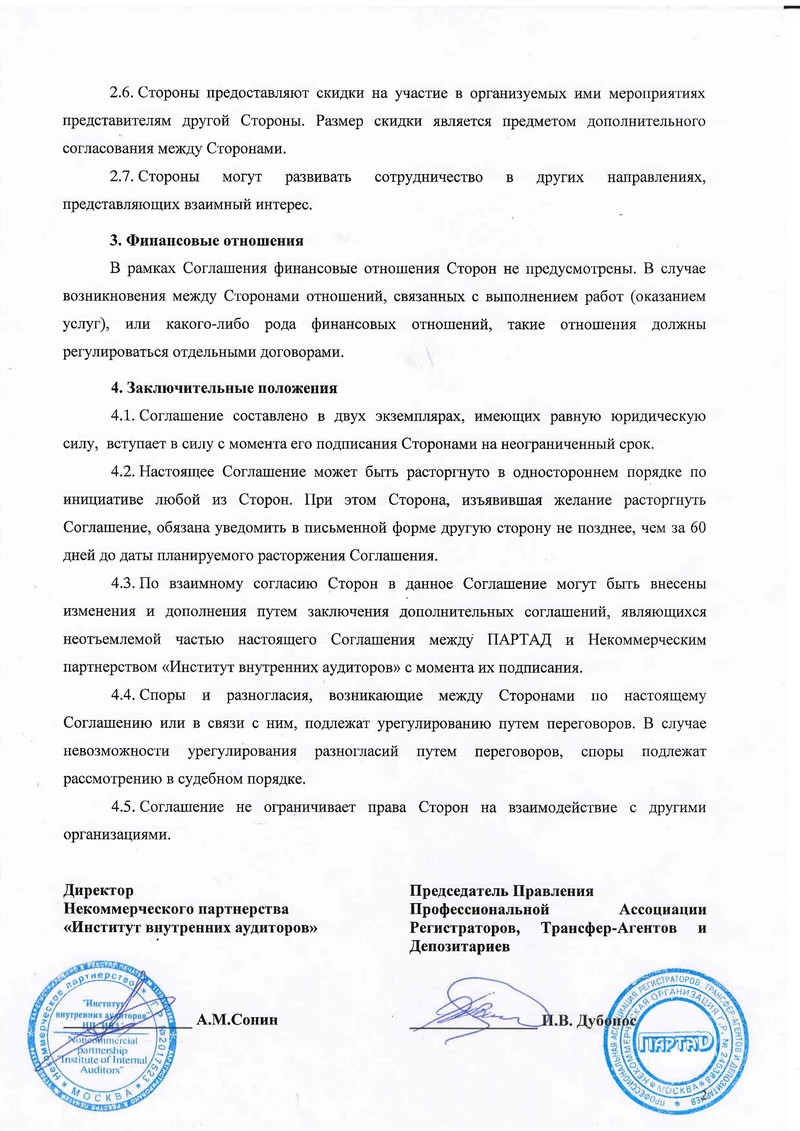 2.6. Стороны предоставляют скидки на участие в организуемых ими мероприятиях
представителям другой Стороны. Размер скидки является предметом дополнительного
согласования между Сторонами.
2.7. Стороны могут развивать сотрудничество в других направлениях,
представляющих взаимный интерес.
3. Финансовые отношения
В рамках Соглашения финансовые отношения Сторон не предусмотрены. В случае
возникновения между Сторонами отношений, связанных с выполнением работ (оказанием
услуг), или какого-либо рода финансовых отношений, такие отношения должны
регулироваться отдельными договорами.
4. Заключительные положения
4.1. Соглашение составлено в двух экземплярах, имеющих равную юридическую
силу, вступает в силу с момента его подписания Сторонами на неограниченный срок.
4.2. Настоящее Соглашение может быть расторгнуто в одностороннем порядке по
инициативе любой из Сторон. При этом Сторона, изъявившая желание расторгнуть
Соглашение, обязана уведомить в письменной форме другую сторону не позднее, чем за 60
дней до даты планируемого расторжения Соглашения.
4.3. По взаимному согласию Сторон в данное Соглашение могут быть внесены
изменения и дополнения путем заключения дополнительных соглашений, являющихся
неотъемлемой частью настоящего Соглашения между ПАРТАД и Некоммерческим
партнерством «Институт внутренних аудиторов» с момента их подписания.
4.4. Споры и разногласия, возникающие между Сторонами по настоящему
Соглашению или в связи с ним, подлежат урегулированию путем переговоров. В случае
невозможности урегулирования разногласий путем переговоров, споры подлежат
рассмотрению в судебном порядке.
4.5. Соглашение не ограничивает права Сторон на взаимодействие с другими
организациями.
Директор
Некоммерческого партнерства
«Институт внутренних аудиторов»
Председатель Правления
Профессиональной Ассоциации
Регистраторов, Трансфер-Агентов и
Депозитариев
А.М.Сонин
П.В. Дубонос
Некоммерческое партнерство
"Институт
внутренних аудиторов"
НП "ИВА"
Noncommercial
partnership
"Institute of Internal
Auditors"
МОСКВА
ПРОФЕССИОНАЛЬНАЯ АССОЦИАЦИЯ РЕГИСТРАТОРОВ, ТРАНСФЕР-АГЕНТОВ И ДЕПОЗИТАРИЕВ
НЕКОММЕРЧЕСКАЯ ОРГАНИЗАЦИЯ
МОСКВА
ПАРТАД
2